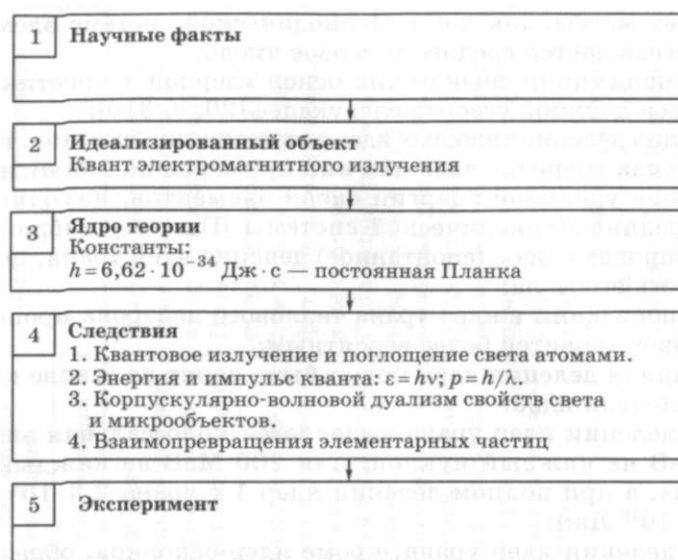 1 Научные факты
2 Идеализированный объект
Квант электромагнитного излучения
3 Ядро теории
Константы:
h = 6,62 · 10⁻³⁴ Дж · с — постоянная Планка
4 Следствия
1. Квантовое излучение и поглощение света атомами.
2. Энергия и импульс кванта: ε = hν; p = h/λ.
3. Корпускулярно-волновой дуализм свойств света
и микрообъектов.
4. Взаимопревращения элементарных частиц
5 Эксперимент